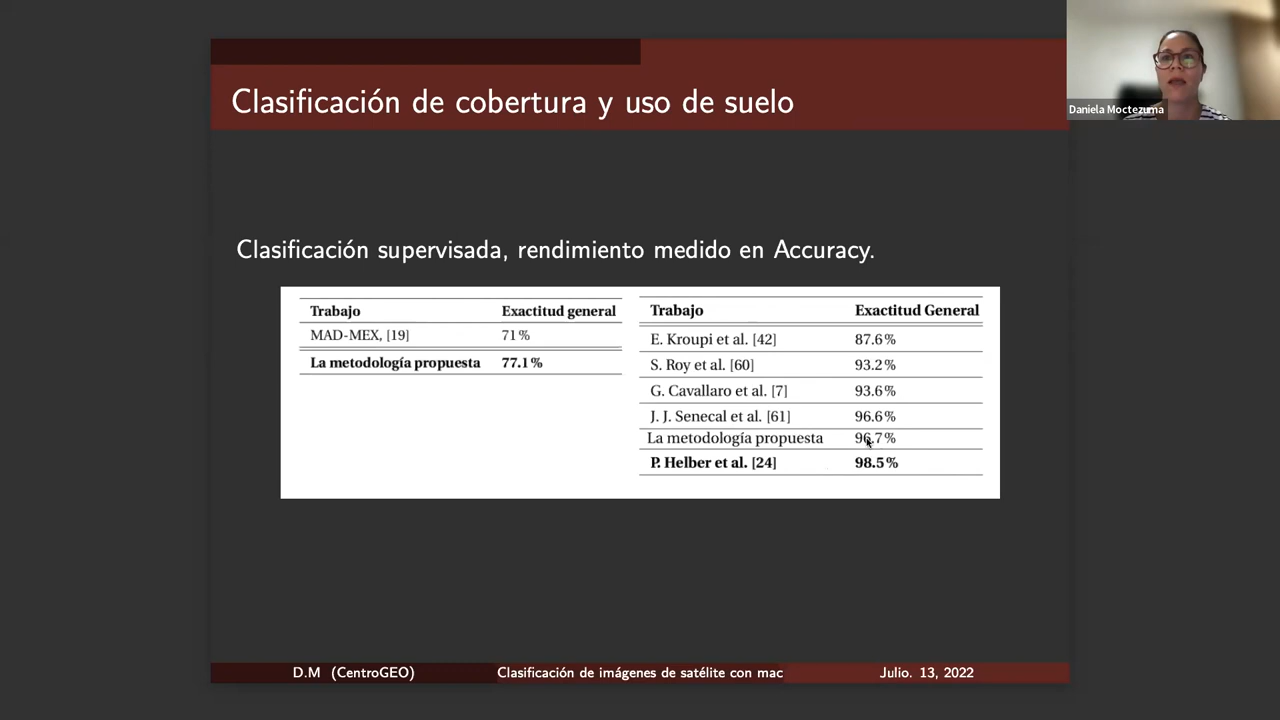 Clasificación de cobertura y uso de suelo
Daniela Moctezuma
Clasificación supervisada, rendimiento medido en Accuracy.
Trabajo Exactitud general
MAD-MEX, [19] 71%
La metodología propuesta 77.1%
Trabajo Exactitud General
E. Kroupi et al. [42] 87.6%
S. Roy et al. [60] 93.2%
G. Cavallaro et al. [7] 93.6%
J. J. Senecal et al. [61] 96.6%
La metodología propuesta 96.7%
P. Helber et al. [24] 98.5%
D.M (CentroGEO) Clasificación de imágenes de satélite con mac Julio. 13, 2022